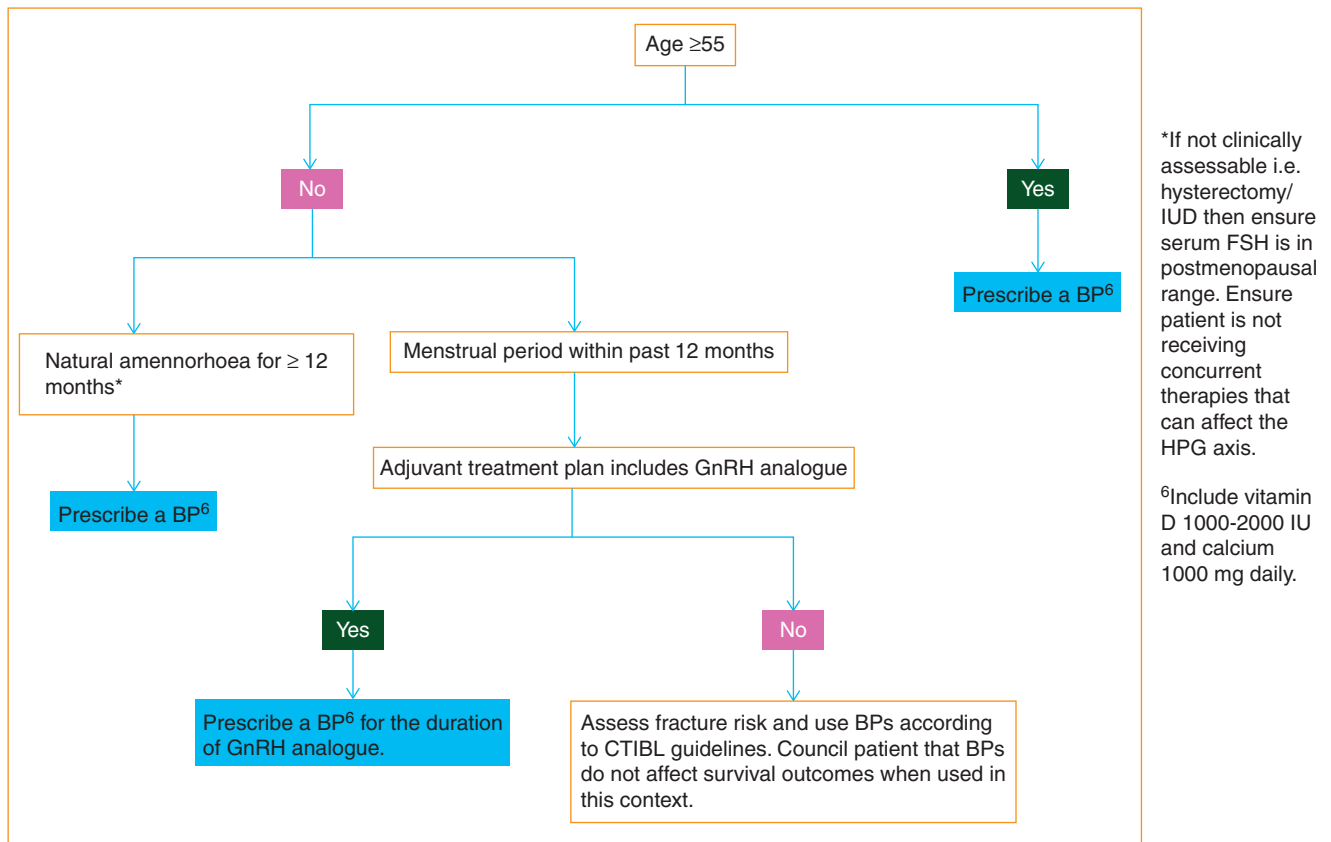 Age ≥55
No
Yes
Prescribe a BP⁶
Natural amennorhoea for ≥ 12
months*
Menstrual period within past 12 months
Prescribe a BP⁶
Adjuvant treatment plan includes GnRH analogue
Yes
No
Prescribe a BP⁶ for the duration
of GnRH analogue.
Assess fracture risk and use BPs according
to CTIBL guidelines. Council patient that BPs
do not affect survival outcomes when used in
this context.
*If not clinically
assessable i.e.
hysterectomy/
IUD then ensure
serum FSH is in
postmenopausal
range. Ensure
patient is not
receiving
concurrent
therapies that
can affect the
HPG axis.
⁶Include vitamin
D 1000-2000 IU
and calcium
1000 mg daily.